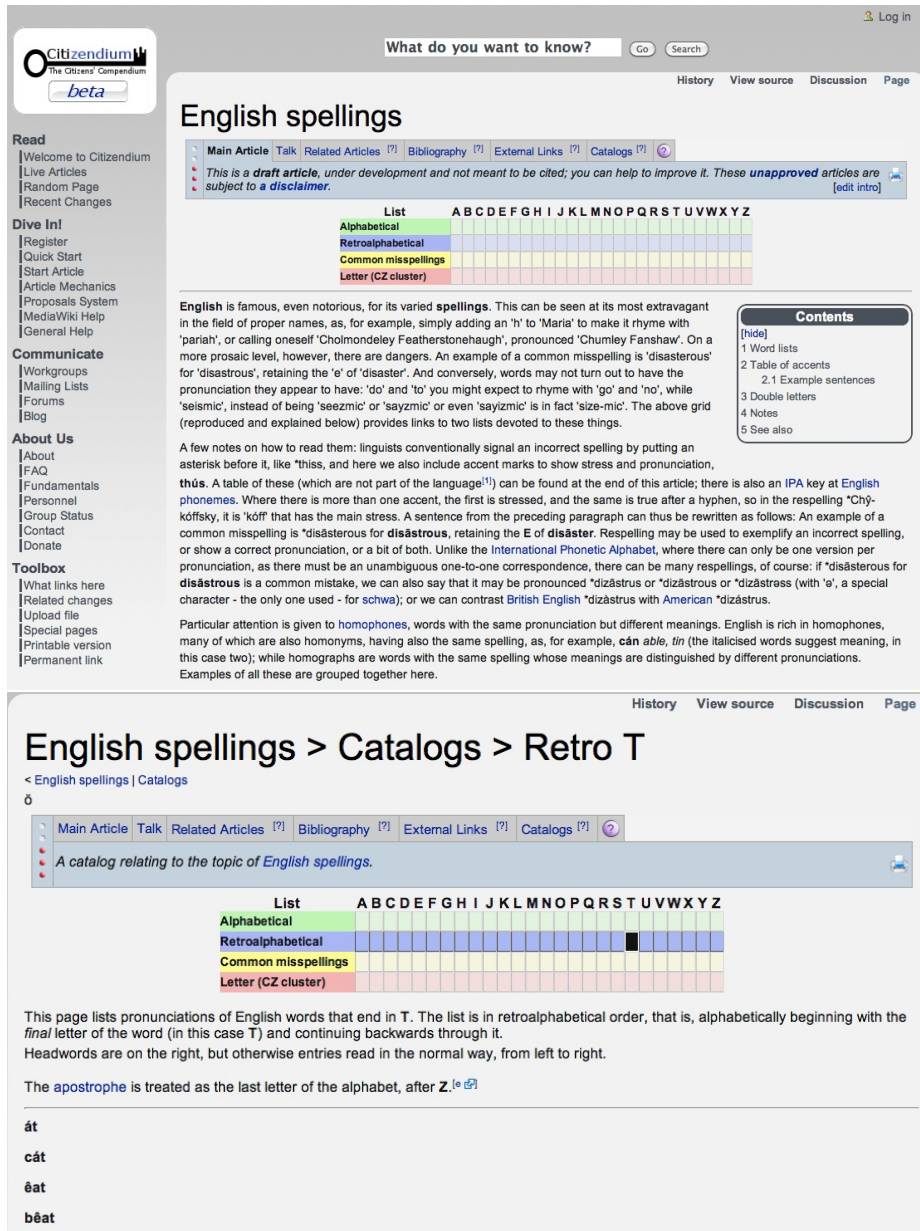 Log in
Citizendium
The Citizens' Compendium
beta
What do you want to know? Go Search
History View source Discussion Page
Read
Welcome to Citizendium
Live Articles
Random Page
Recent Changes
Dive In!
Register
Quick Start
Start Article
Article Mechanics
Proposals System
MediaWiki Help
General Help
Communicate
Workgroups
Mailing Lists
Forums
Blog
About Us
About
FAQ
Fundamentals
Personnel
Group Status
Contact
Donate
Toolbox
What links here
Related changes
Upload file
Special pages
Printable version
Permanent link
English spellings
Main Article Talk Related Articles [?] Bibliography [?] External Links [?] Catalogs [?] ?
This is a draft article, under development and not meant to be cited; you can help to improve it. These unapproved articles are
subject to a disclaimer. [edit intro]
List A B C D E F G H I J K L M N O P Q R S T U V W X Y Z
Alphabetical
Retroalphabetical
Common misspellings
Letter (CZ cluster)
English is famous, even notorious, for its varied spellings. This can be seen at its most extravagant
in the field of proper names, as, for example, simply adding an 'h' to 'Maria' to make it rhyme with
'pariah', or calling oneself 'Cholmondeley Featherstonehaugh', pronounced 'Chumley Fanshaw'. On a
more prosaic level, however, there are dangers. An example of a common misspelling is 'disasterous'
for 'disastrous', retaining the 'e' of 'disaster'. And conversely, words may not turn out to have the
pronunciation they appear to have: 'do' and 'to' you might expect to rhyme with 'go' and 'no', while
'seismic', instead of being 'seezmic' or 'sayzmic' or even 'sayizmic' is in fact 'size-mic'. The above grid
(reproduced and explained below) provides links to two lists devoted to these things.
Contents
[hide]
1 Word lists
2 Table of accents
2.1 Example sentences
3 Double letters
4 Notes
5 See also
A few notes on how to read them: linguists conventionally signal an incorrect spelling by putting an
asterisk before it, like *thiss, and here we also include accent marks to show stress and pronunciation,
thús. A table of these (which are not part of the language[1]) can be found at the end of this article; there is also an IPA key at English
phonemes. Where there is more than one accent, the first is stressed, and the same is true after a hyphen, so in the respelling *Chŷ-
kóffsky, it is 'kóff' that has the main stress. A sentence from the preceding paragraph can thus be rewritten as follows: An example of a
common misspelling is *disāsterous for disāstrous, retaining the E of disāster. Respelling may be used to exemplify an incorrect spelling,
or show a correct pronunciation, or a bit of both. Unlike the International Phonetic Alphabet, where there can only be one version per
pronunciation, as there must be an unambiguous one-to-one correspondence, there can be many respellings, of course: if *disāsterous for
disāstrous is a common mistake, we can also say that it may be pronounced *dizāstrus or *dizāstrous or *dizāstrəss (with 'ə', a special
character - the only one used - for schwa); or we can contrast British English *dizàstrus with American *dizástrus.
Particular attention is given to homophones, words with the same pronunciation but different meanings. English is rich in homophones,
many of which are also homonyms, having also the same spelling, as, for example, cán able, tin (the italicised words suggest meaning, in
this case two); while homographs are words with the same spelling whose meanings are distinguished by different pronunciations.
Examples of all these are grouped together here.
History View source Discussion Page
English spellings > Catalogs > Retro T
< English spellings | Catalogs
ŏ
Main Article Talk Related Articles [?] Bibliography [?] External Links [?] Catalogs [?] ?
A catalog relating to the topic of English spellings.
List A B C D E F G H I J K L M N O P Q R S T U V W X Y Z
Alphabetical
Retroalphabetical
Common misspellings
Letter (CZ cluster)
This page lists pronunciations of English words that end in T. The list is in retroalphabetical order, that is, alphabetically beginning with the
final letter of the word (in this case T) and continuing backwards through it.
Headwords are on the right, but otherwise entries read in the normal way, from left to right.
The apostrophe is treated as the last letter of the alphabet, after Z.[e]
át
cát
êat
bêat